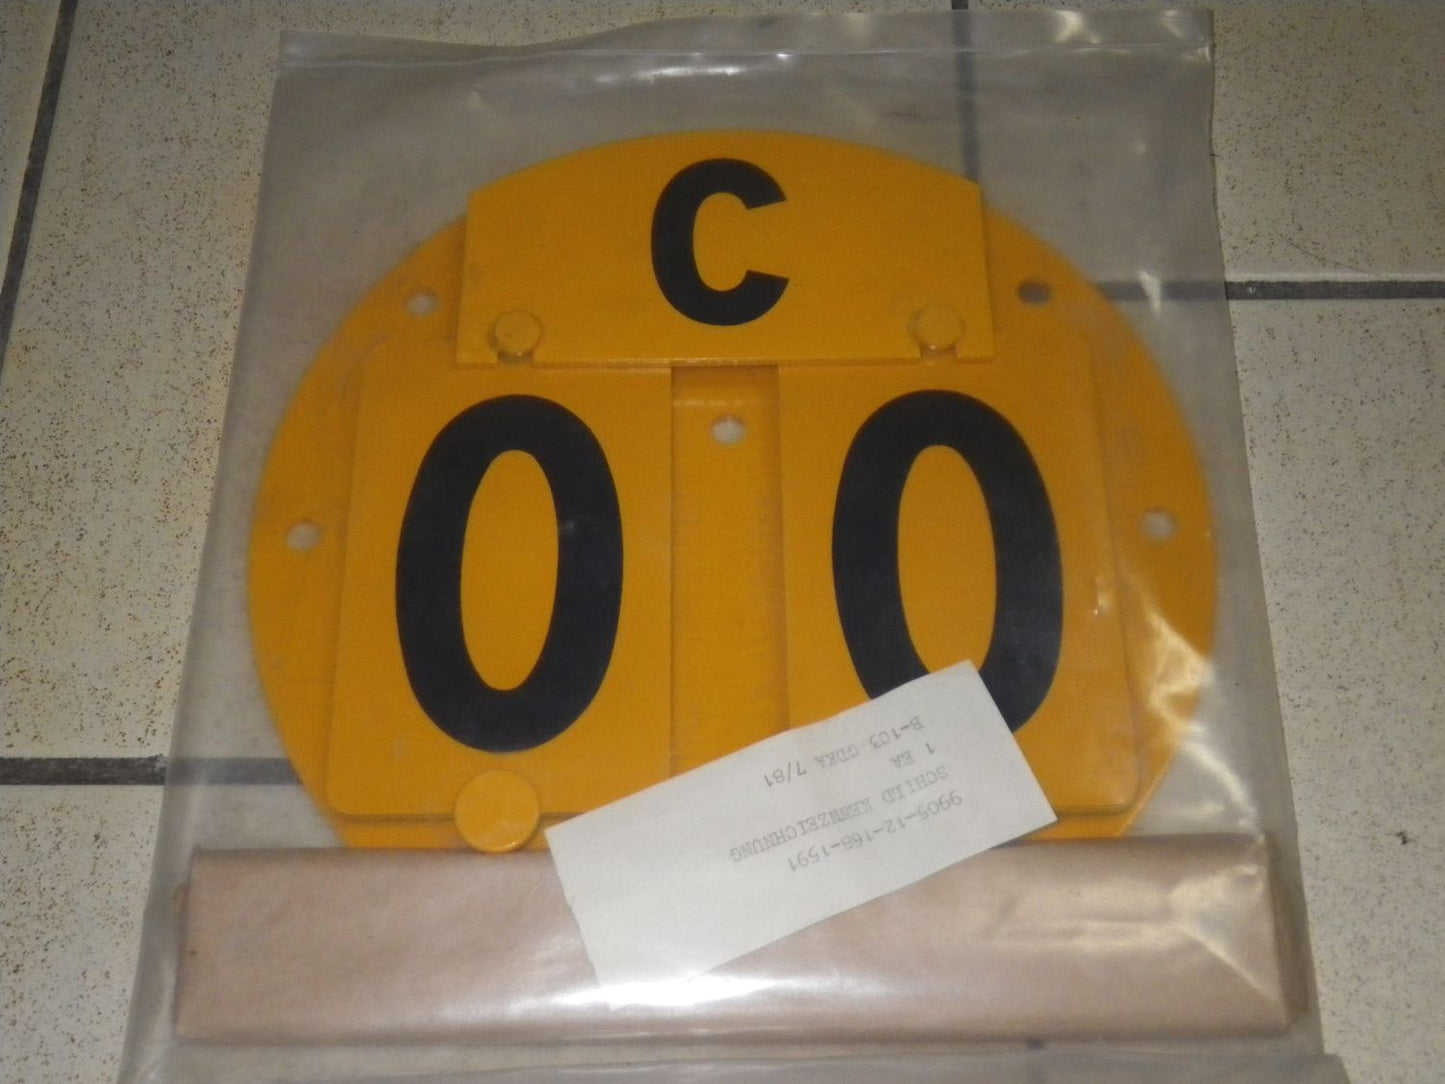 C
0 0
9905-12-168-1591
SCHILD KENNZEICHNUNG
1 EA
B-1C3 GDKA 7/81